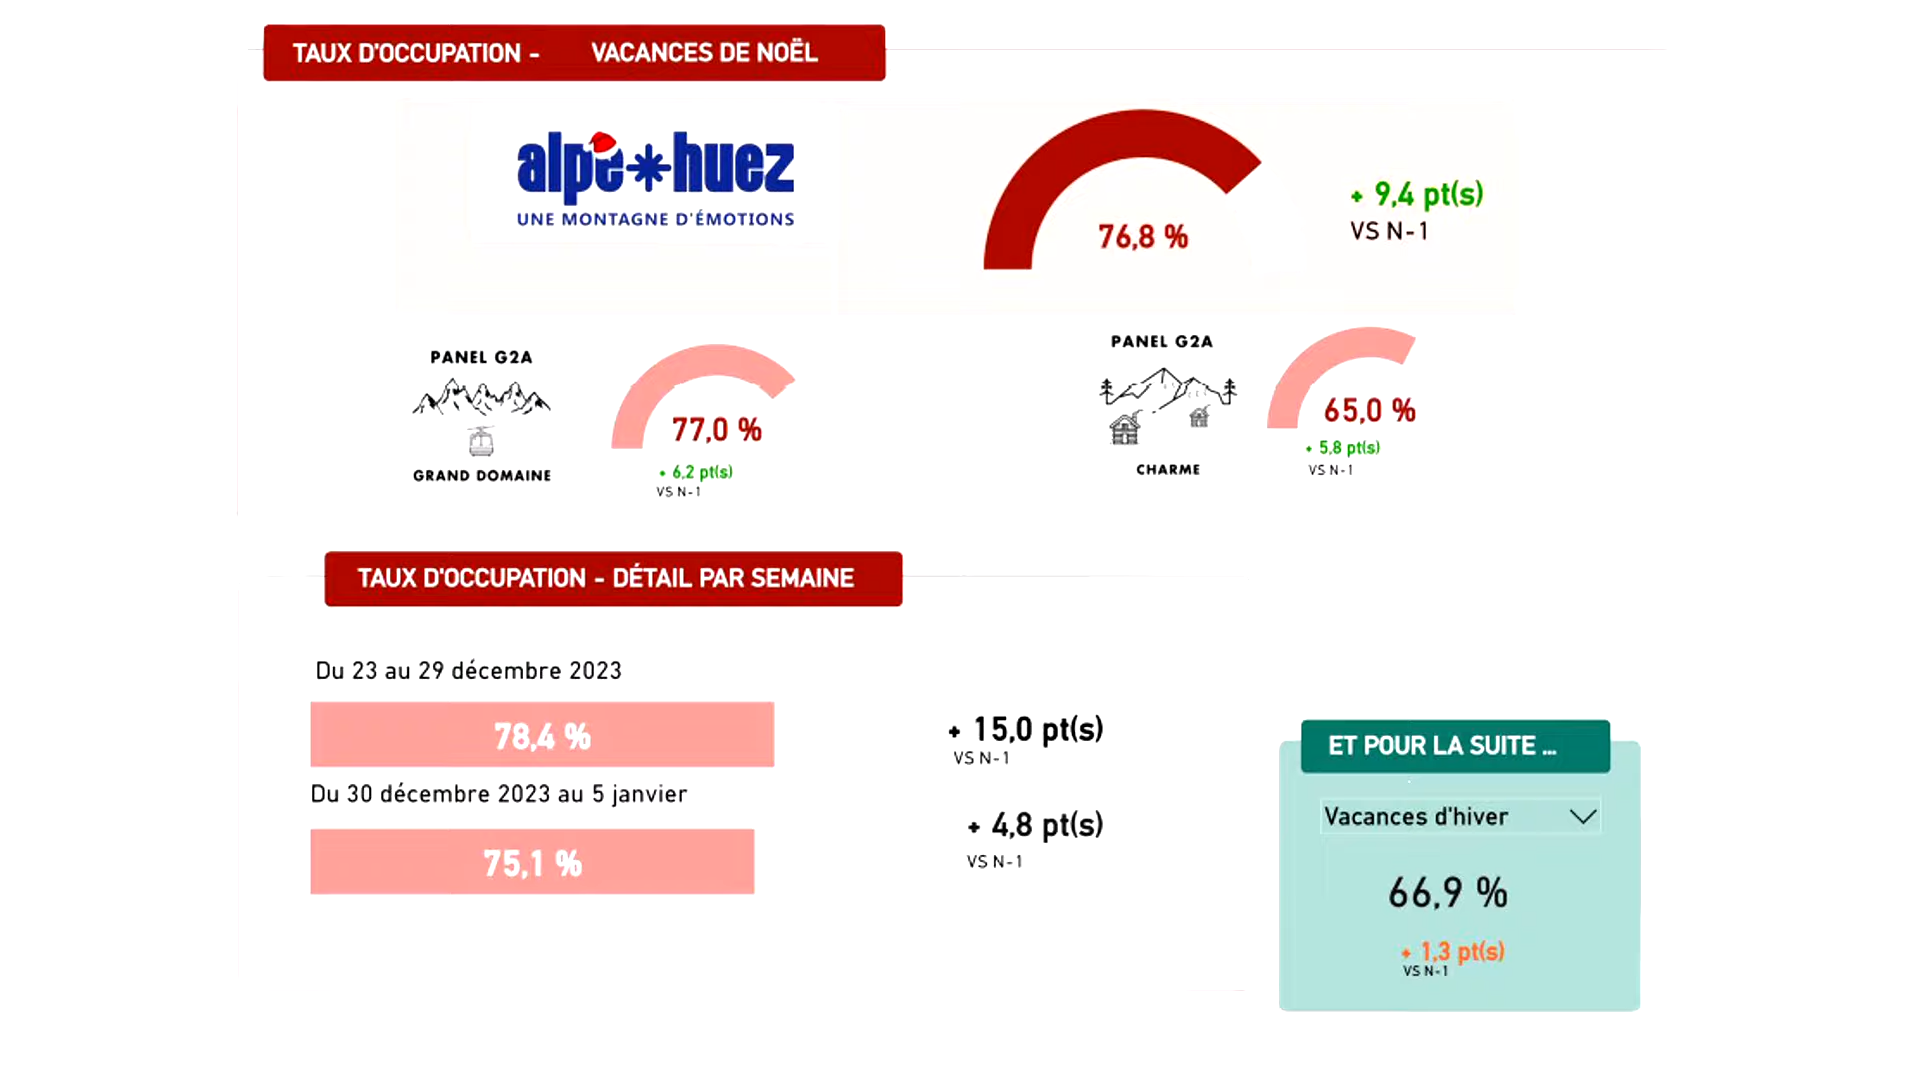 TAUX D'OCCUPATION - VACANCES DE NOËL
alpe*huez
UNE MONTAGNE D'ÉMOTIONS
76,8 %
+ 9,4 pt(s)
VS N-1
PANEL G2A
GRAND DOMAINE
77,0 %
+ 6,2 pt(s)
VS N-1
PANEL G2A
CHARME
65,0 %
+ 5,8 pt(s)
VS N-1
TAUX D'OCCUPATION - DÉTAIL PAR SEMAINE
Du 23 au 29 décembre 2023
78,4 %
+ 15,0 pt(s)
VS N-1
Du 30 décembre 2023 au 5 janvier
75,1 %
+ 4,8 pt(s)
VS N-1
ET POUR LA SUITE ...
Vacances d'hiver
66,9 %
+ 1,3 pt(s)
VS N-1